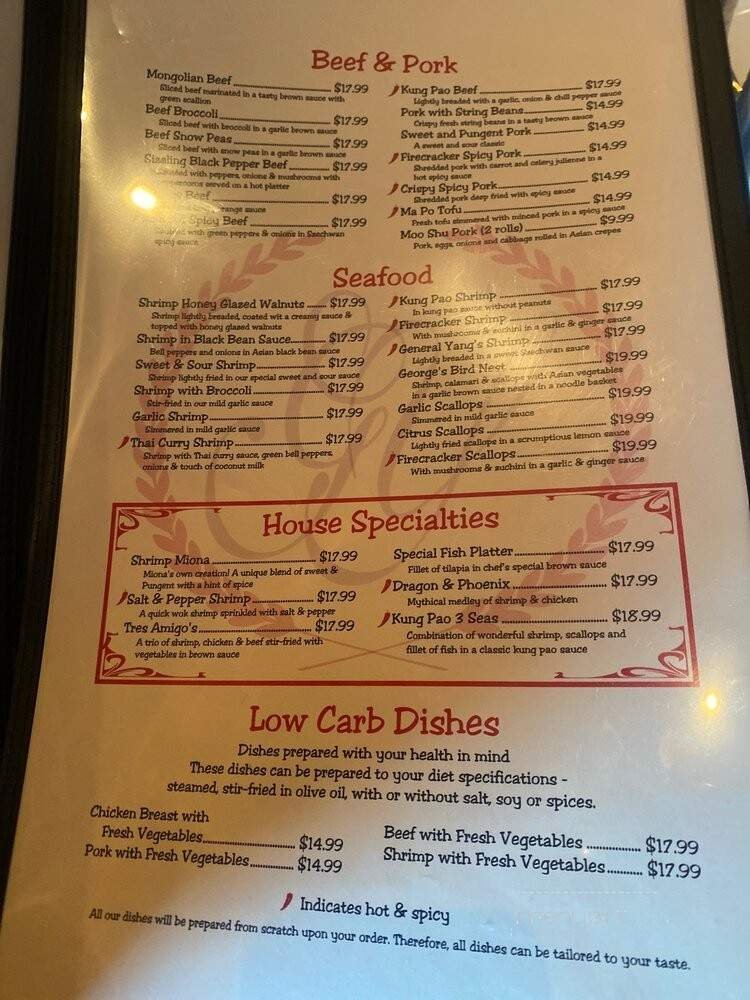 Beef & Pork
Mongolian Beef $17.99
Sliced beef marinated in a tasty brown sauce with
green scallion
Beef Broccoli $17.99
Sliced beef with broccoli in a garlic brown sauce
Beef Snow Peas $17.99
Sliced beef with snow peas in a garlic brown sauce
Sizzling Black Pepper Beef $17.99
with peppers, onions & mushrooms with
served on a hot platter
Beef $17.99
orange sauce
Spicy Beef $17.99
with green peppers & onions in Szechwan
spicy sauce
Kung Pao Beef $17.99
Lightly breaded with a garlic, onion & chili pepper sauce
Pork with String Beans $14.99
Crispy fresh string beans in a tasty brown sauce
Sweet and Pungent Pork $14.99
A sweet and sour classic
Firecracker Spicy Pork $14.99
Shredded pork with carrot and celery julienne in a
hot spicy sauce
Crispy Spicy Pork $14.99
Shredded pork deep fried with spicy sauce
Ma Po Tofu $14.99
Fresh tofu simmered with minced pork in a spicy sauce
Moo Shu Pork (2 rolls) $9.99
Pork, eggs, onions and cabbage rolled in Asian crepes
Seafood
Shrimp Honey Glazed Walnuts $17.99
Shrimp lightly breaded, coated wit a creamy sauce &
topped with honey glazed walnuts
Shrimp in Black Bean Sauce $17.99
Bell peppers and onions in Asian black bean sauce
Sweet & Sour Shrimp $17.99
Shrimp lightly fried in our special sweet and sour sauce
Shrimp with Broccoli $17.99
Stir-fried in our mild garlic sauce
Garlic Shrimp $17.99
Simmered in mild garlic sauce
Thai Curry Shrimp $17.99
Shrimp with Thai curry sauce, green bell peppers,
onions & touch of coconut milk
Kung Pao Shrimp $17.99
In kung pao sauce without peanuts
Firecracker Shrimp $17.99
With mushrooms & zuchini in a garlic & ginger sauce
General Yang's Shrimp $17.99
Lightly breaded in a sweet Szechwan sauce
George's Bird Nest $19.99
Shrimp, calamari & scallops with Asian vegetables
in a garlic brown sauce nested in a noodle basket
Garlic Scallops $19.99
Simmered in mild garlic sauce
Citrus Scallops $19.99
Lightly fried scallops in a scrumptious lemon sauce
Firecracker Scallops $19.99
With mushrooms & zuchini in a garlic & ginger sauce
House Specialties
Shrimp Miona $17.99
Miona's own creation! A unique blend of sweet &
Pungent with a hint of spice
Salt & Pepper Shrimp $17.99
A quick wok shrimp sprinkled with salt & pepper
Tres Amigo's $17.99
A trio of shrimp, chicken & beef stir-fried with
vegetables in brown sauce
Special Fish Platter $17.99
Fillet of tilapia in chef's special brown sauce
Dragon & Phoenix $17.99
Mythical medley of shrimp & chicken
Kung Pao 3 Seas $18.99
Combination of wonderful shrimp, scallops and
fillet of fish in a classic kung pao sauce
Low Carb Dishes
Dishes prepared with your health in mind
These dishes can be prepared to your diet specifications -
steamed, stir-fried in olive oil, with or without salt, soy or spices.
Chicken Breast with
Fresh Vegetables $14.99
Pork with Fresh Vegetables $14.99
Beef with Fresh Vegetables $17.99
Shrimp with Fresh Vegetables $17.99
Indicates hot & spicy
All our dishes will be prepared from scratch upon your order. Therefore, all dishes can be tailored to your taste.